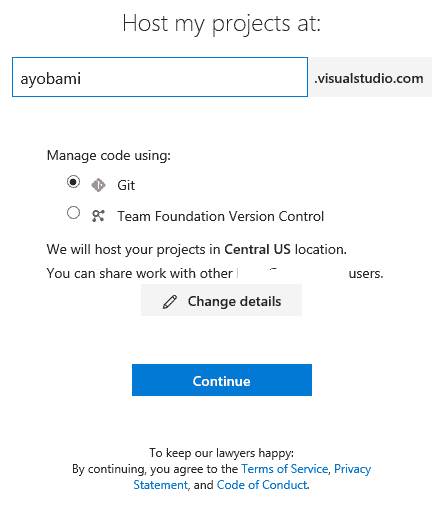 Host my projects at:
ayobami .visualstudio.com
Manage code using:
Git
Team Foundation Version Control
We will host your projects in Central US location.
You can share work with other users.
Change details
Continue
To keep our lawyers happy:
By continuing, you agree to the Terms of Service, Privacy
Statement, and Code of Conduct.